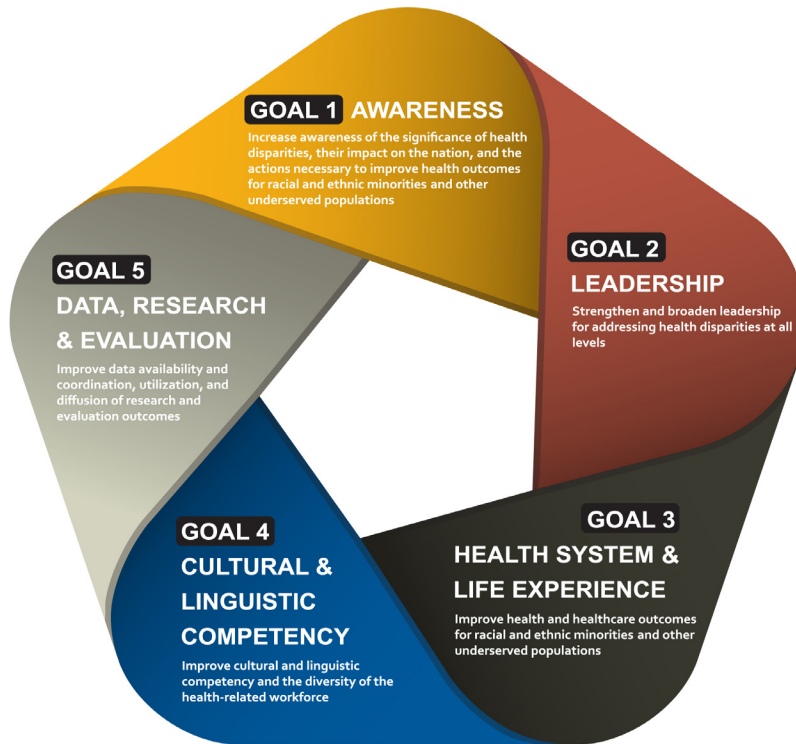 GOAL 1 AWARENESS
Increase awareness of the significance of health
disparities, their impact on the nation, and the
actions necessary to improve health outcomes
for racial and ethnic minorities and other
underserved populations
GOAL 2
LEADERSHIP
Strengthen and broaden leadership
for addressing health disparities at all
levels
GOAL 3
HEALTH SYSTEM &
LIFE EXPERIENCE
Improve health and healthcare outcomes
for racial and ethnic minorities and other
underserved populations
GOAL 4
CULTURAL &
LINGUISTIC
COMPETENCY
Improve cultural and linguistic
competency and the diversity of the
health-related workforce
GOAL 5
DATA, RESEARCH
& EVALUATION
Improve data availability and
coordination, utilization, and
diffusion of research and
evaluation outcomes